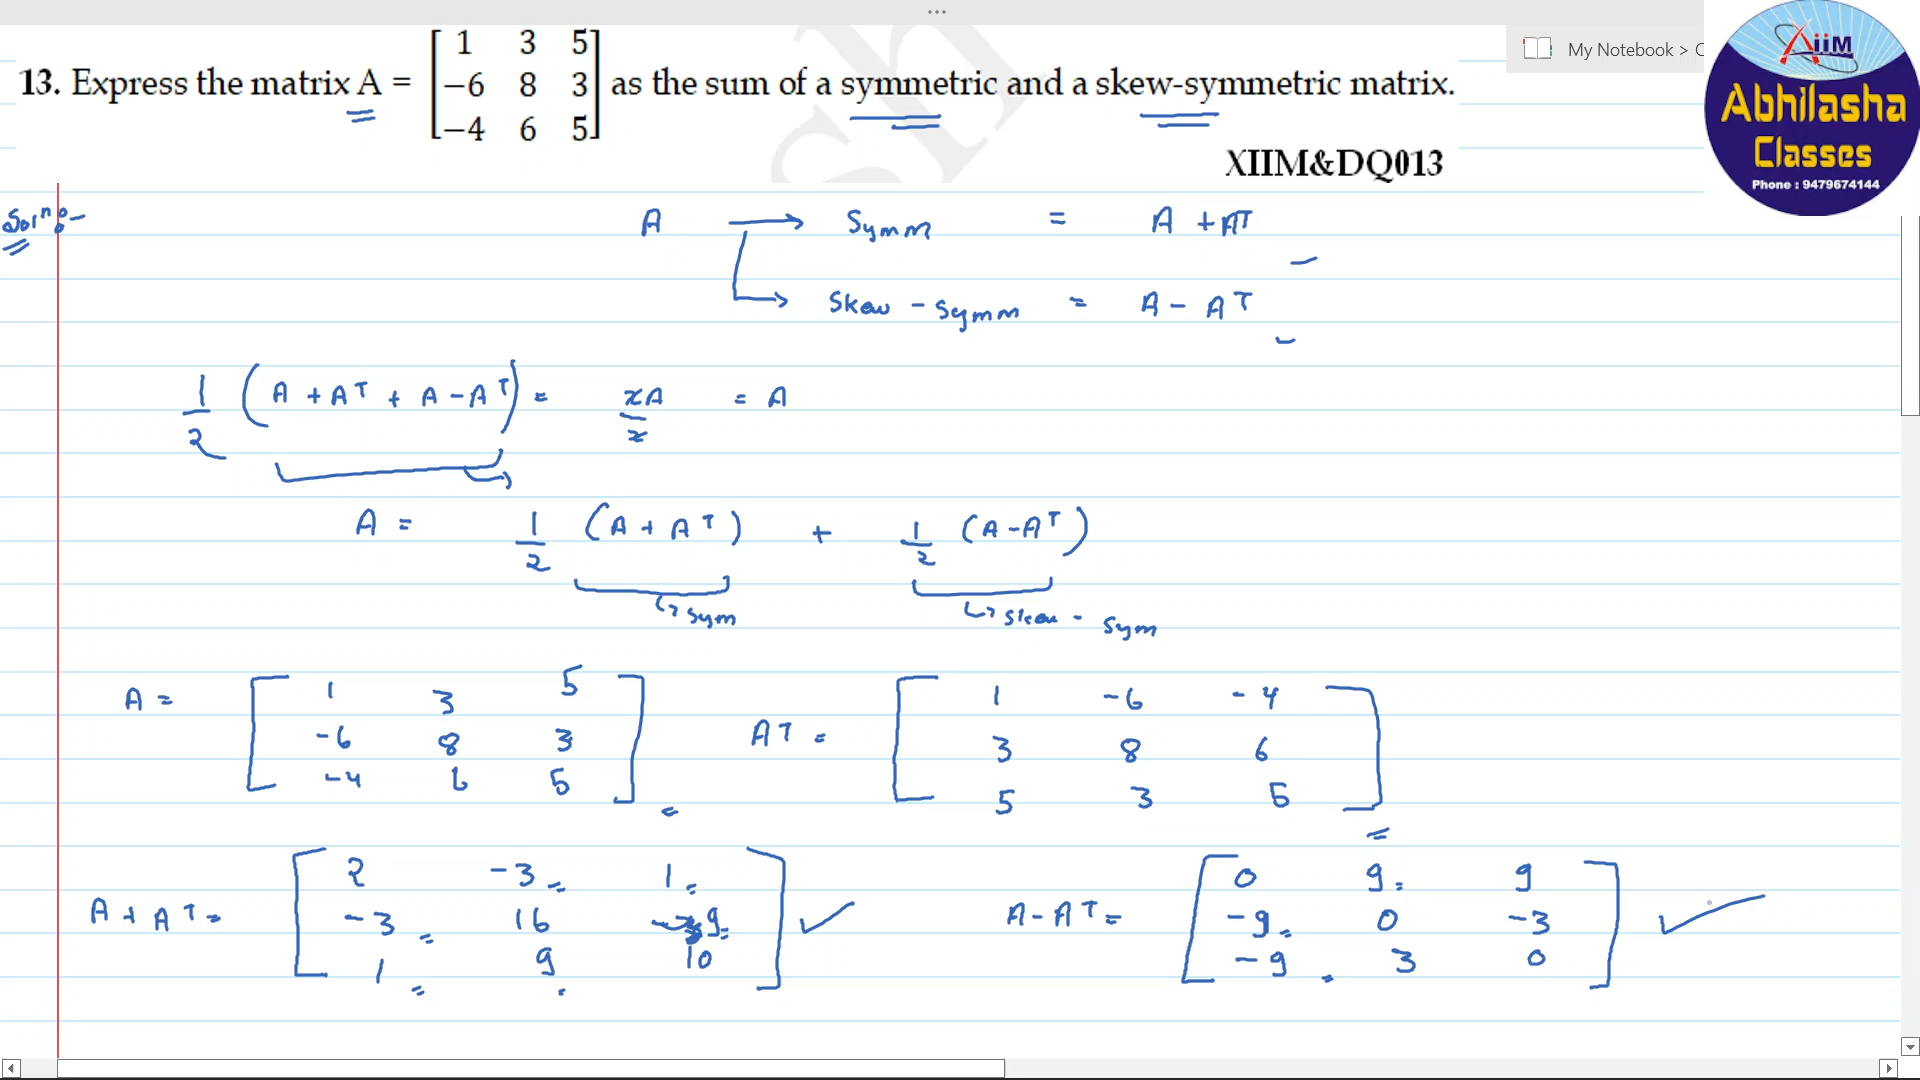 My Notebook > C
AiiM
Abhilasha
Classes
Phone : 9479674144
13. Express the matrix A = [1 3 5
-6 8 3
-4 6 5] as the sum of a symmetric and a skew-symmetric matrix.
XIIM&DQ013
Soln :-
A → Symm = A + AT
→ Skew - Symm = A - AT
1/2 (A + AT + A - AT) = 2A/2 = A
A = 1/2 (A + AT) + 1/2 (A - AT)
↳ Sym ↳ Skew - Sym
A = [1 3 5
-6 8 3
-4 6 5]
AT = [1 -6 -4
3 8 6
5 3 5]
A + AT = [2 -3 1
-3 16 9
1 9 10] ✓
A - AT = [0 9 9
-9 0 -3
-9 3 0] ✓